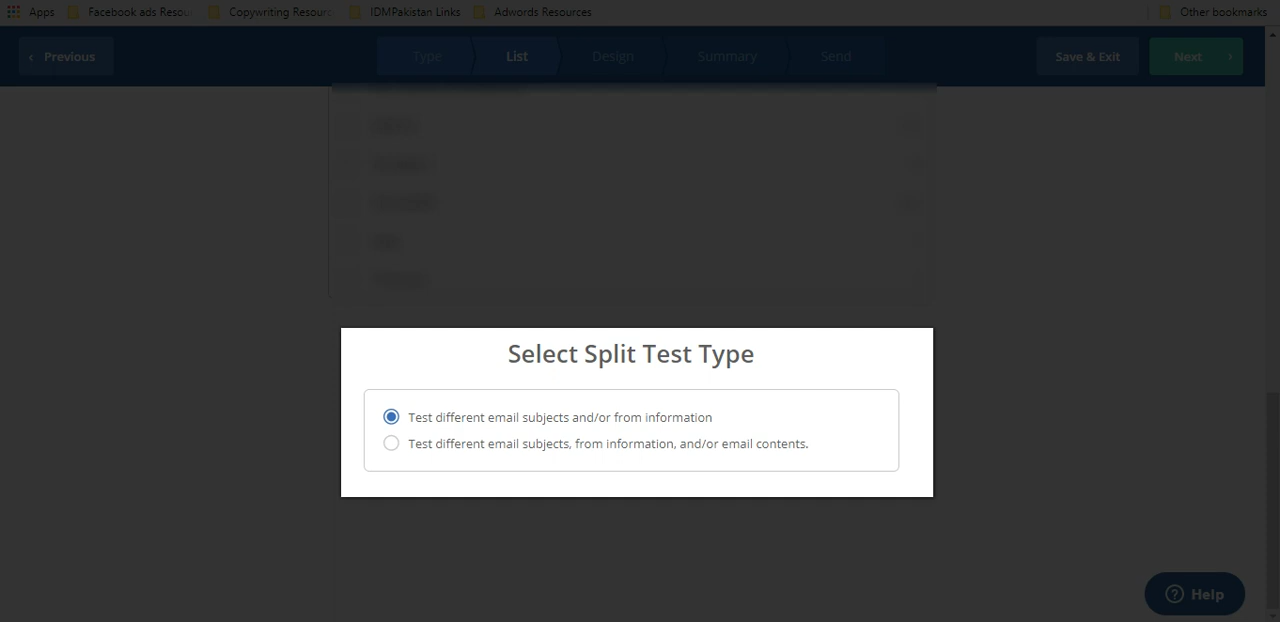 Apps Facebook ads Resou Copywriting Resourc IDMPakistan Links Adwords Resources Other bookmarks
‹ Previous Type List Design Summary Send Save & Exit Next ›
Select Split Test Type
Test different email subjects and/or from information
Test different email subjects, from information, and/or email contents.
? Help